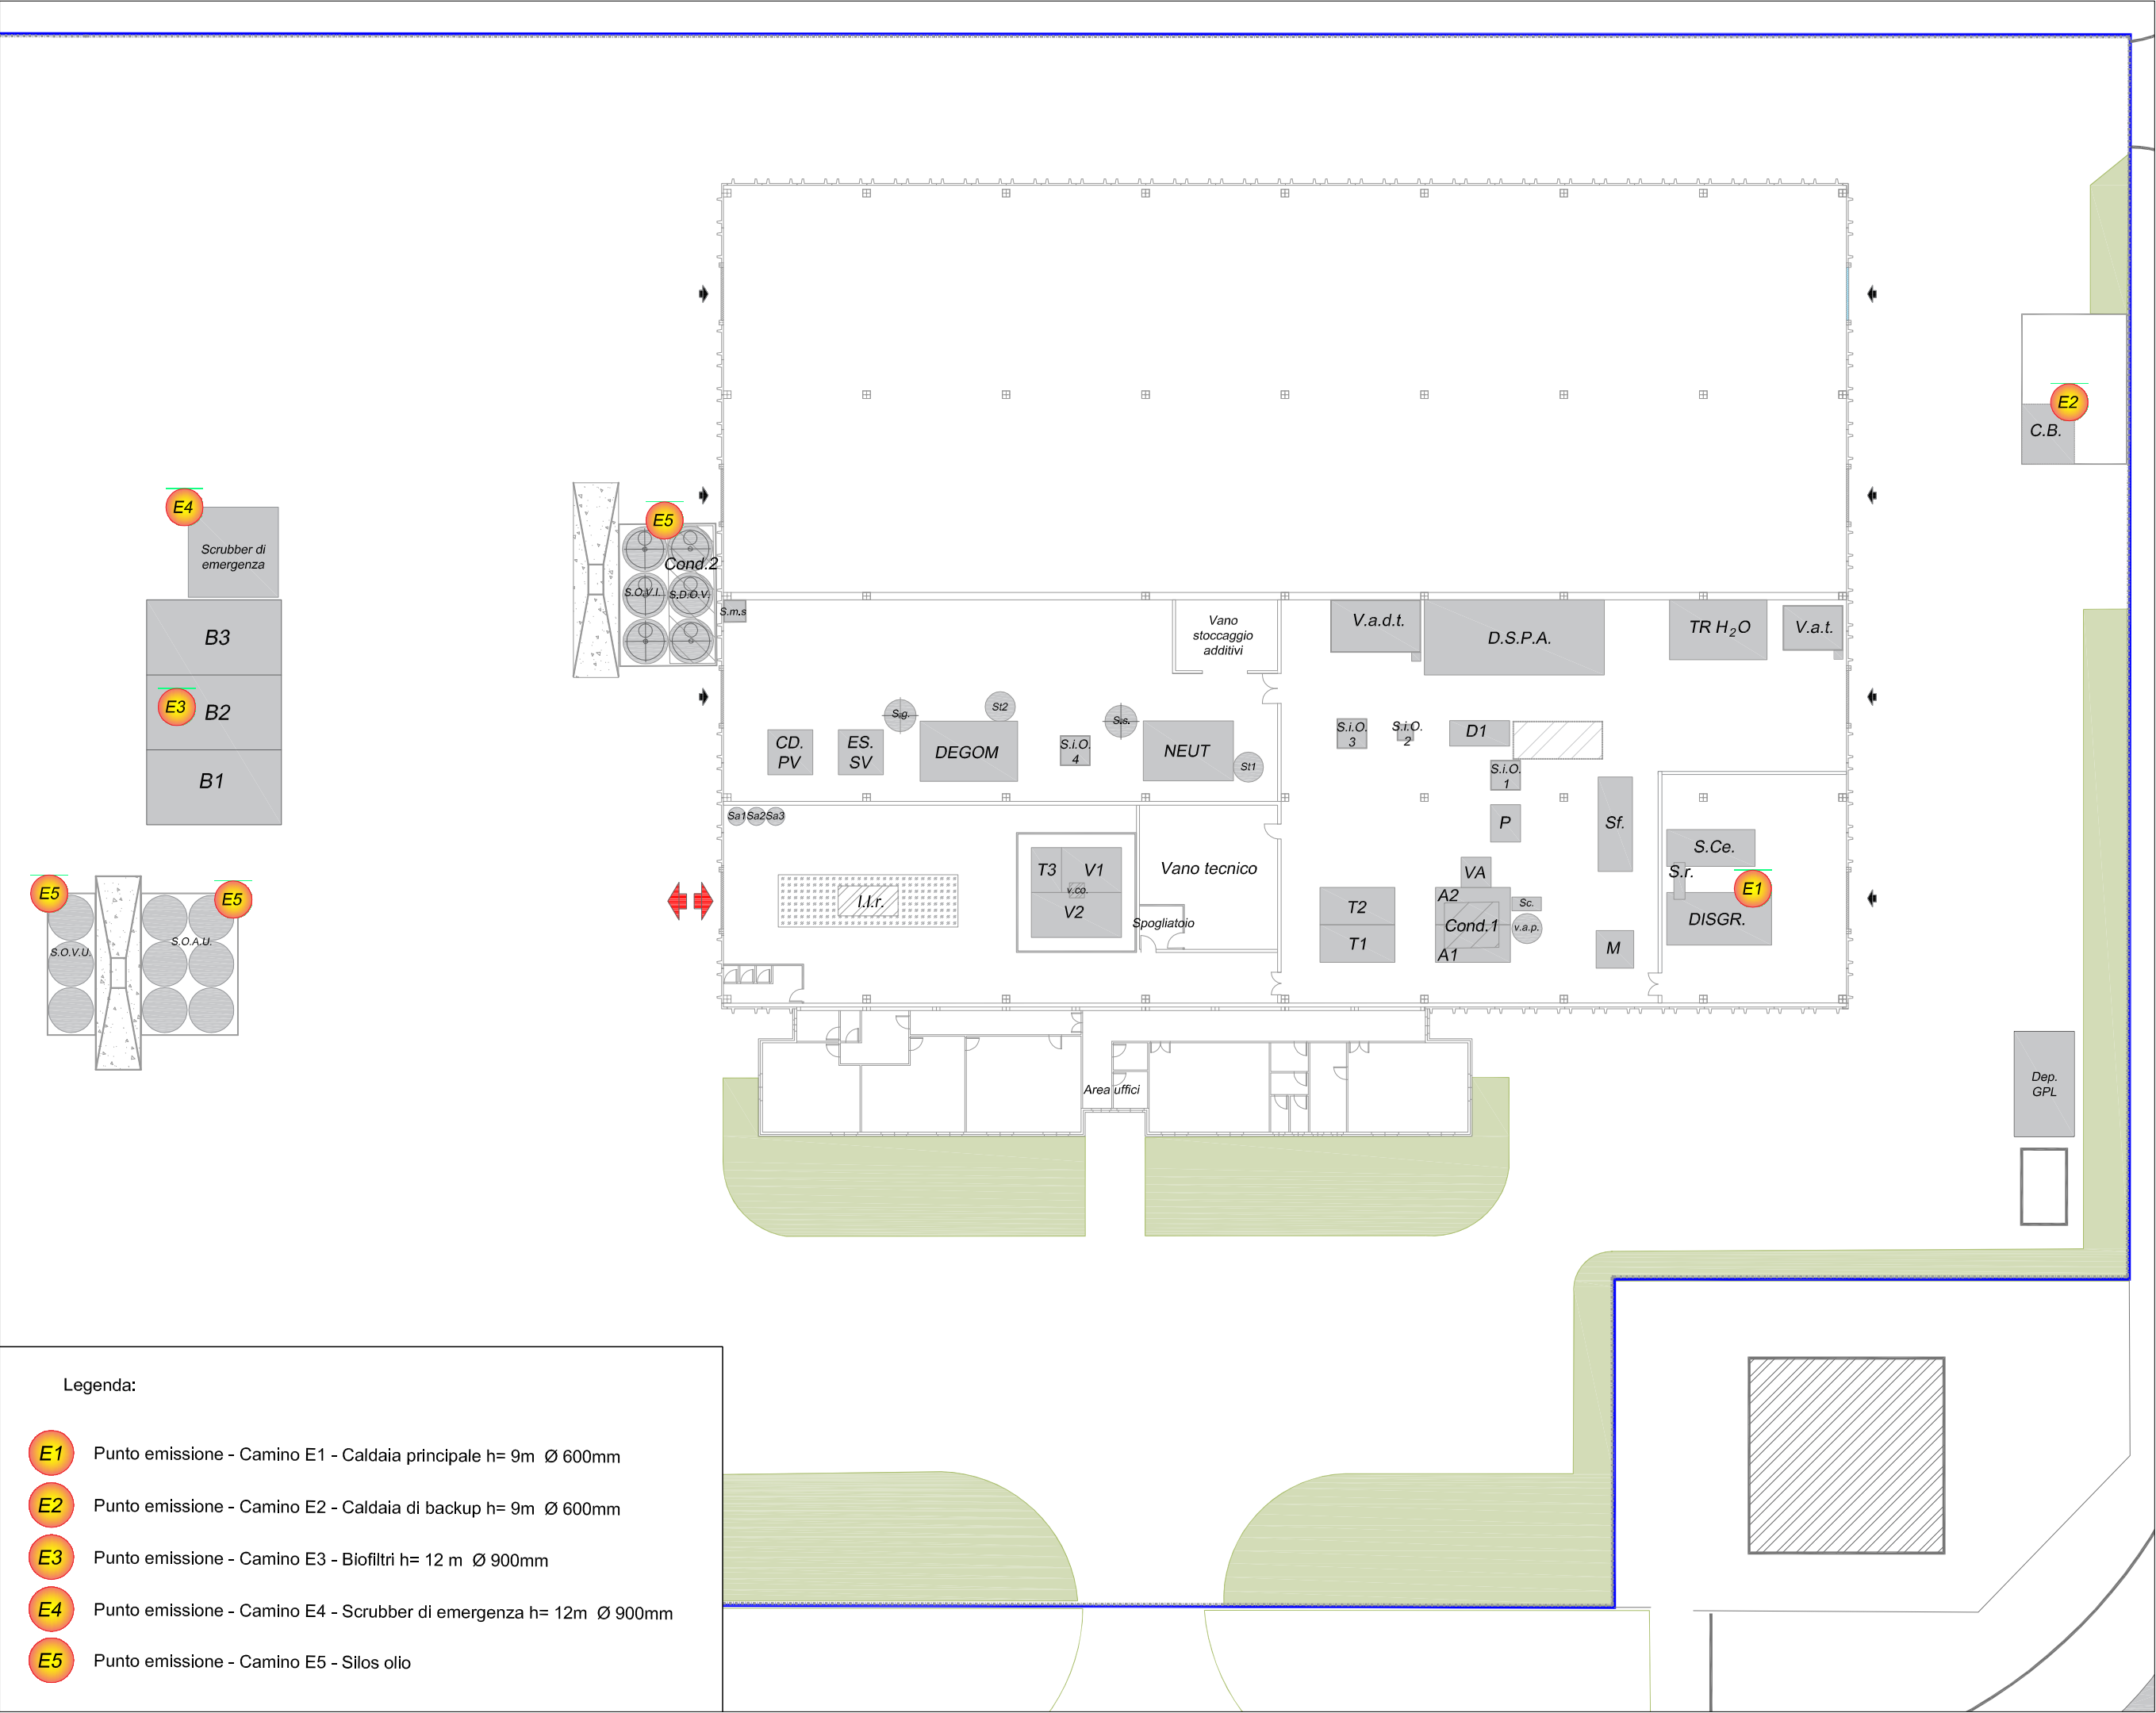 E2
C.B.
E4
Scrubber di
emergenza
E5
Cond.2
S.O.V.I.
S.D.O.V.
S.m.s
B3
E3
B2
B1
Vano
stoccaggio
additivi
V.a.d.t.
D.S.P.A.
TR H2O
V.a.t.
S.g.
St2
S.s.
CD.
PV
ES.
SV
DEGOM
S.i.O.
4
NEUT
St1
S.i.O.
3
S.i.O.
2
D1
S.i.O.
1
P
Sf.
Sa1
Sa2
Sa3
I.I.r.
T3
V1
v.co.
V2
Vano tecnico
Spogliatoio
VA
A2
Cond.1
A1
Sc.
v.a.p.
T2
T1
M
S.Ce.
S.r.
E1
DISGR.
E5
S.O.V.U.
S.O.A.U.
E5
Area uffici
Dep.
GPL
Legenda:
E1 Punto emissione - Camino E1 - Caldaia principale h= 9m Ø 600mm
E2 Punto emissione - Camino E2 - Caldaia di backup h= 9m Ø 600mm
E3 Punto emissione - Camino E3 - Biofiltri h= 12 m Ø 900mm
E4 Punto emissione - Camino E4 - Scrubber di emergenza h= 12m Ø 900mm
E5 Punto emissione - Camino E5 - Silos olio